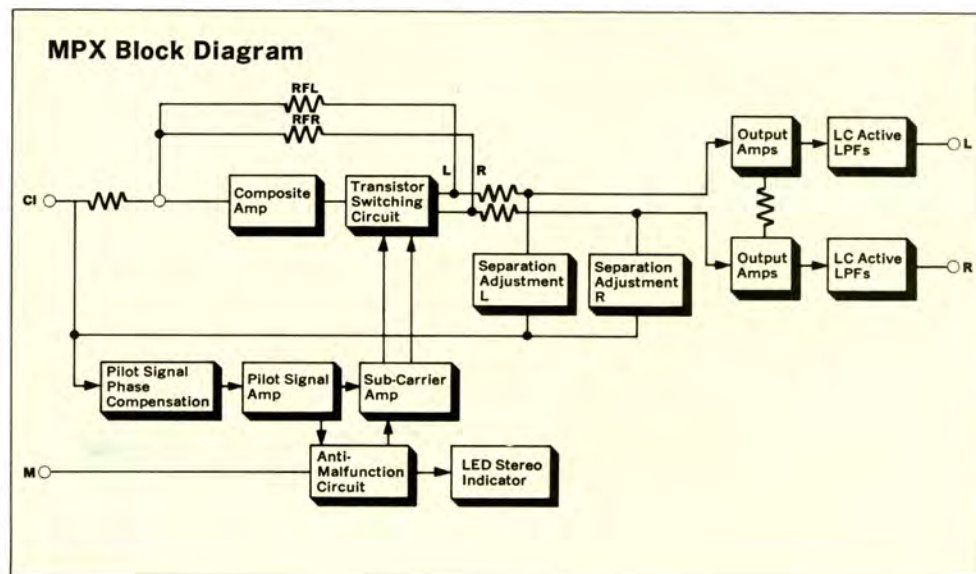 MPX Block Diagram
RFL
RFR
CI
Composite
Amp
Transistor
Switching
Circuit
L
R
Output
Amps
LC Active
LPFs
L
Separation
Adjustment
L
Separation
Adjustment
R
Output
Amps
LC Active
LPFs
R
Pilot Signal
Phase
Compensation
Pilot Signal
Amp
Sub-Carrier
Amp
M
Anti-
Malfunction
Circuit
LED Stereo
Indicator